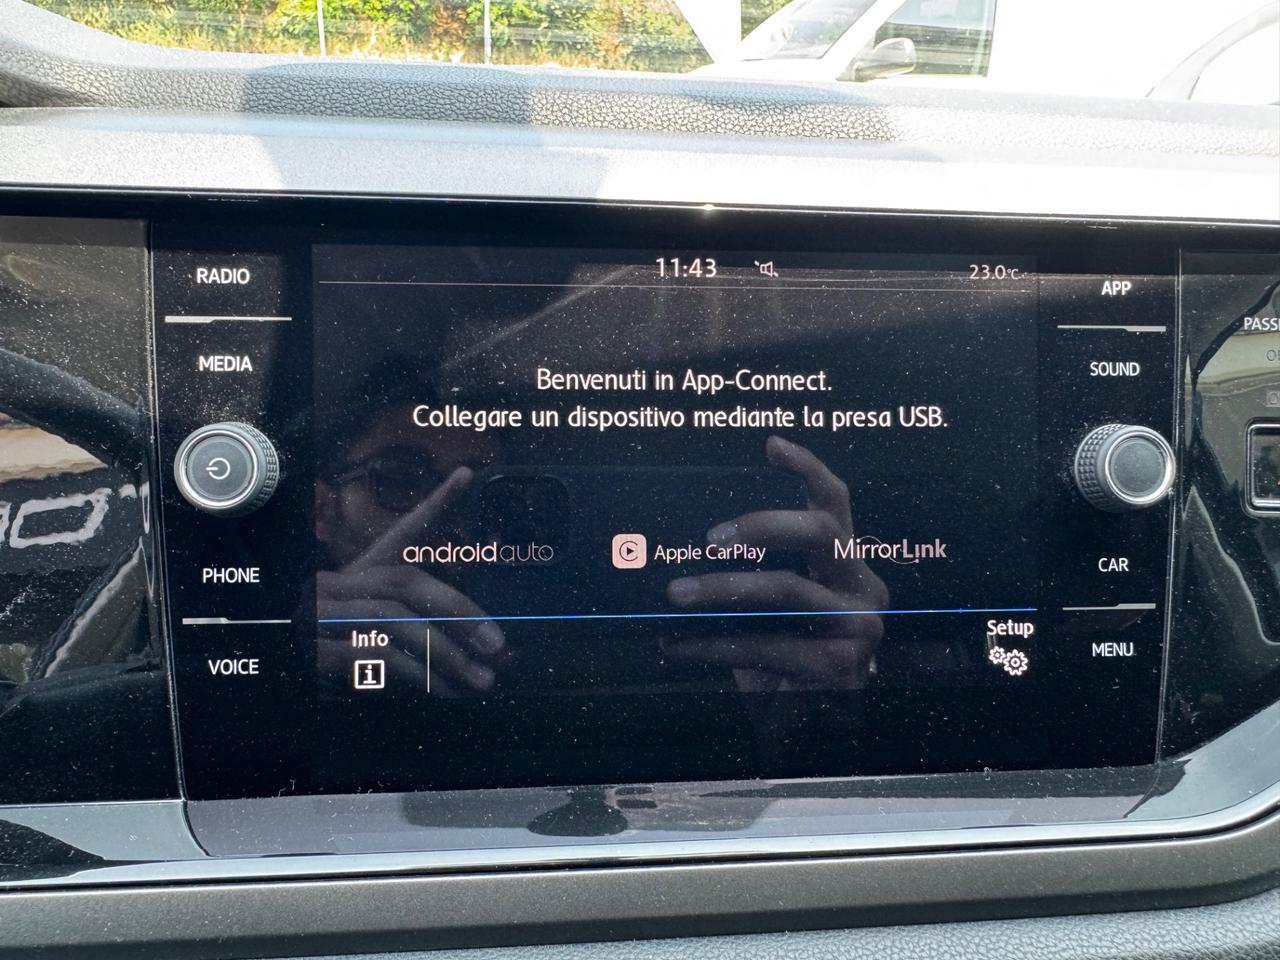 RADIO
MEDIA
PHONE
VOICE
11:43
23.0°C
Benvenuti in App-Connect.
Collegare un dispositivo mediante la presa USB.
androidauto
Apple CarPlay
MirrorLink
Info
Setup
APP
SOUND
CAR
MENU